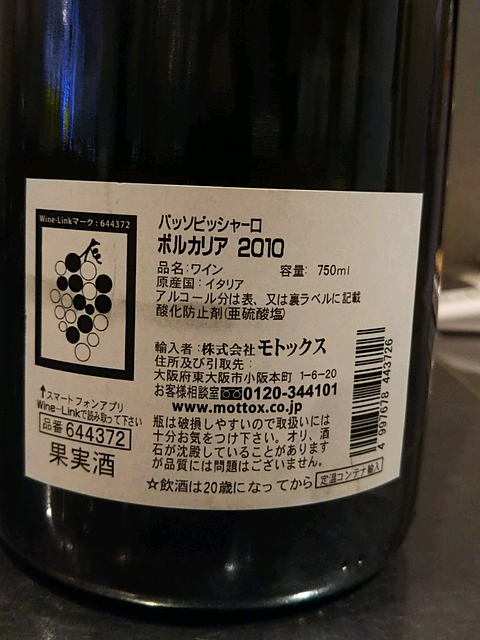 Wine-Linkマーク：644372
パッソピッシャーロ
ポルカリア 2010
品名：ワイン 容量: 750ml
原産国：イタリア
アルコール分は表、又は裏ラベルに記載
酸化防止剤(亜硫酸塩)
輸入者：株式会社モトックス
住所及び引取先：
大阪府東大阪市小阪本町 1-6-20
お客様相談室 0120-344101
www.mottox.co.jp
瓶は破損しやすいので取扱いには
十分お気をつけ下さい。オリ、酒
石が沈殿していることがあります
が品質には問題はございません。
☆飲酒は20歳になってから 定温コンテナ輸入
↑スマートフォンアプリ
Wine-Linkで読み取って下さい
品番 644372
果実酒
4 997678 443726